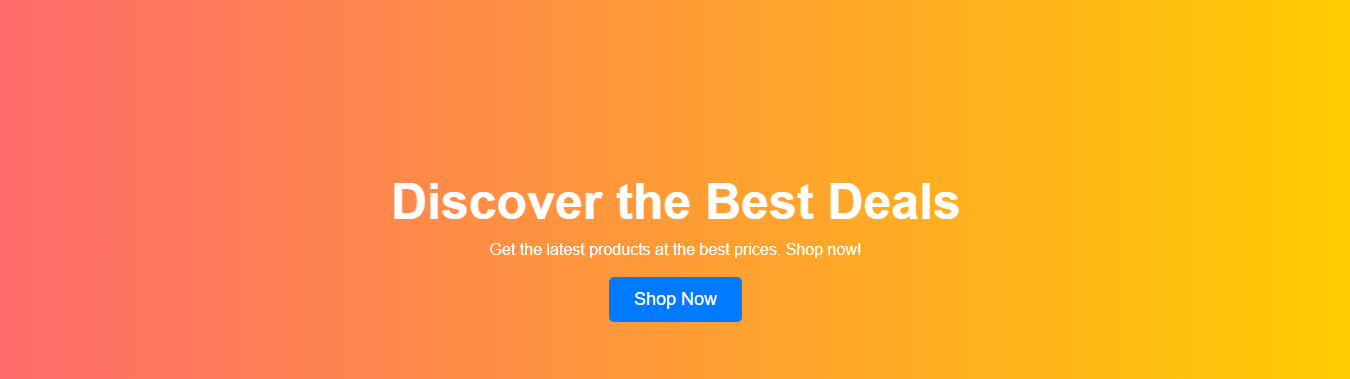 Discover the Best Deals
Get the latest products at the best prices. Shop now!
Shop Now